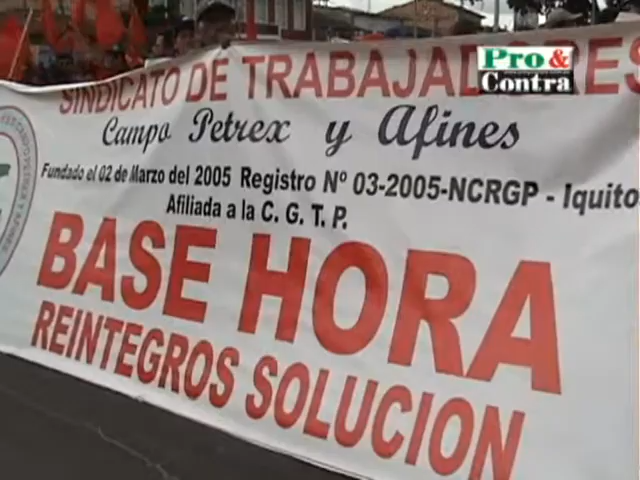 Pro&
Contra
SINDICATO DE TRABAJADORES
Campo Petrex y Afines
Fundado el 02 de Marzo del 2005 Registro Nº 03-2005-NCRGP - Iquito
Afiliada a la C. G. T. P.
BASE HORA
REINTEGROS SOLUCION